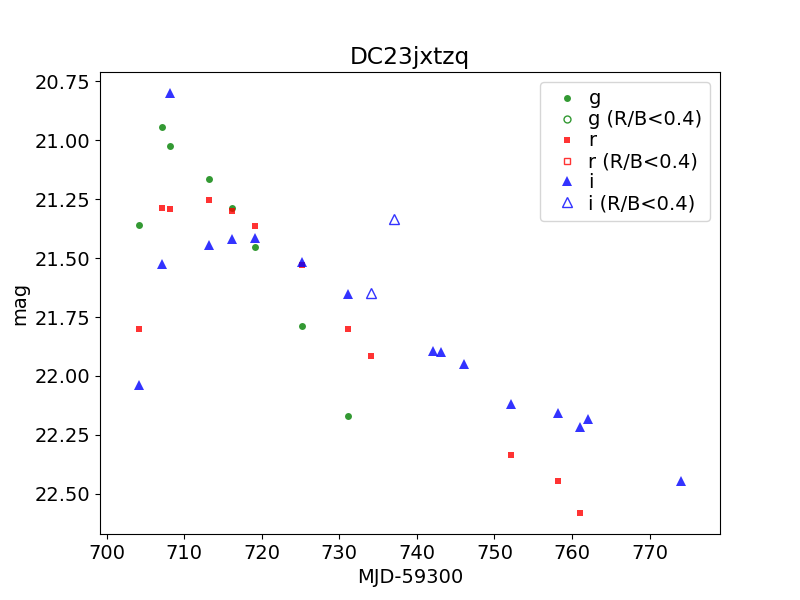 DC23jxtzq
20.75
21.00
21.25
21.50
21.75
22.00
22.25
22.50
mag
g
g (R/B<0.4)
r
r (R/B<0.4)
i
i (R/B<0.4)
700 710 720 730 740 750 760 770
MJD-59300